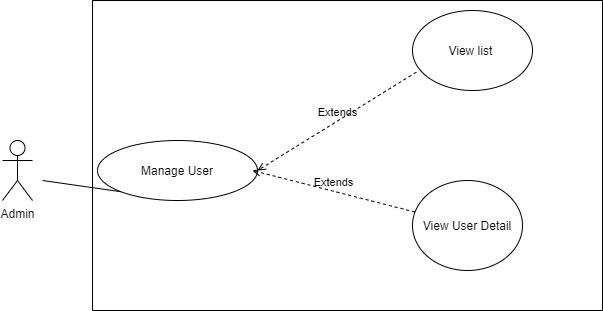 View list
Extends
Manage User
Extends
Admin
View User Detail